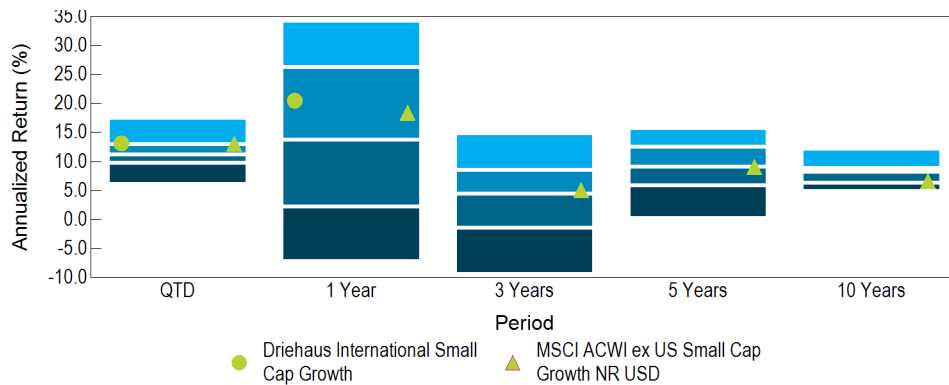 Annualized Return (%)
35.0
30.0
25.0
20.0
15.0
10.0
5.0
0.0
-5.0
-10.0
QTD
1 Year
3 Years
5 Years
10 Years
Period
Driehaus International Small
Cap Growth
MSCI ACWI ex US Small Cap
Growth NR USD